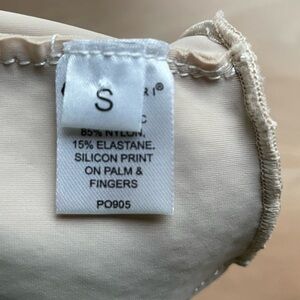 S
85% NYLON.
15% ELASTANE.
SILICON PRINT
ON PALM &
FINGERS
PO905